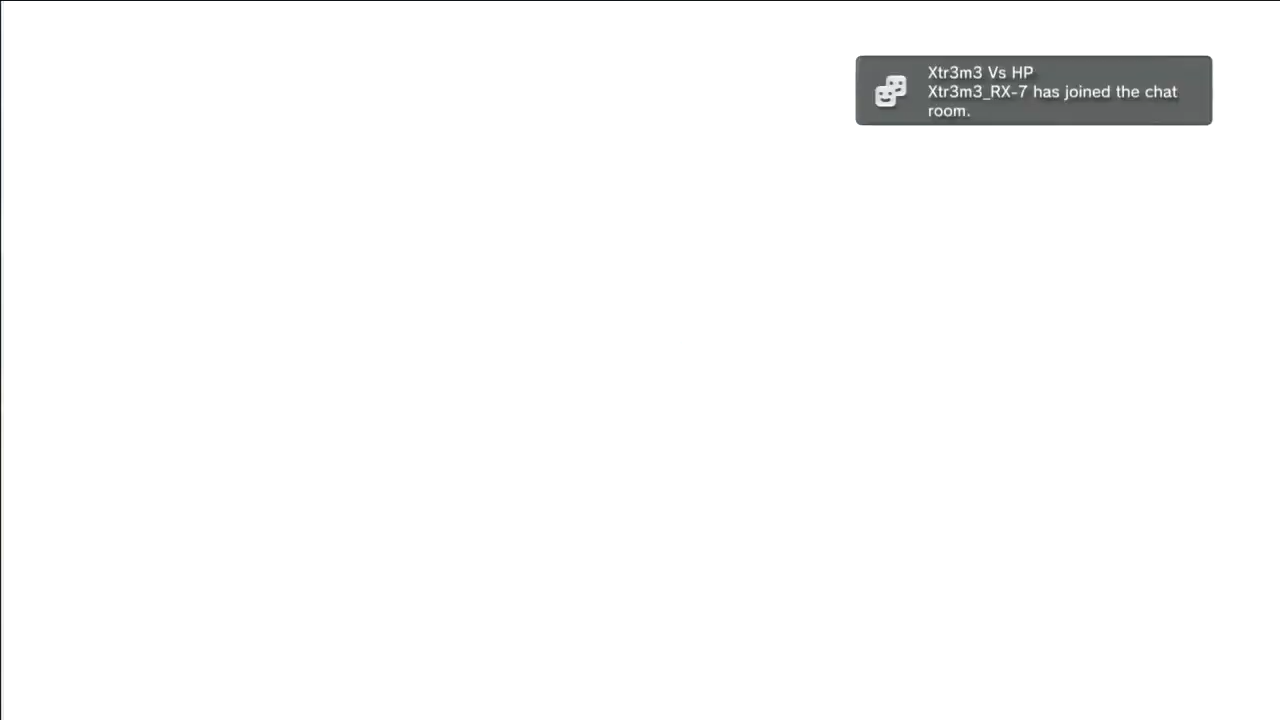 Xtr3m3 Vs HP
Xtr3m3_RX-7 has joined the chat
room.